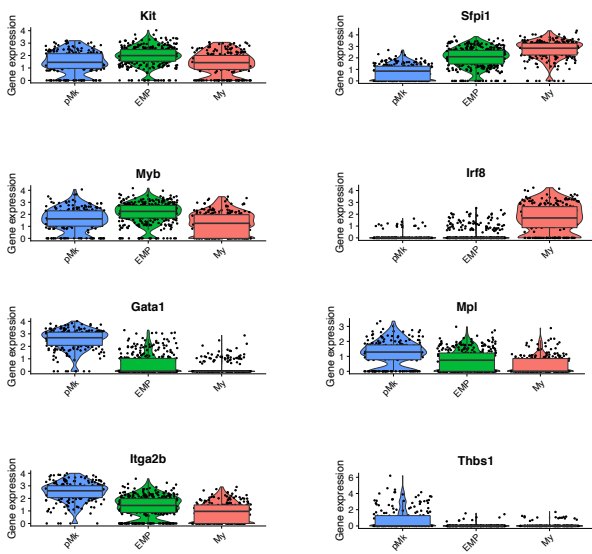 Kit
Gene expression
4
3
2
1
0
pMk
EMP
My
Sfpi1
Gene expression
4
3
2
1
0
pMk
EMP
My
Myb
Gene expression
4
3
2
1
0
pMk
EMP
My
Irf8
Gene expression
4
3
2
1
0
pMk
EMP
My
Gata1
Gene expression
4
3
2
1
0
pMk
EMP
My
Mpl
Gene expression
3
2
1
0
pMk
EMP
My
Itga2b
Gene expression
4
3
2
1
0
pMk
EMP
My
Thbs1
Gene expression
6
4
2
0
pMk
EMP
My